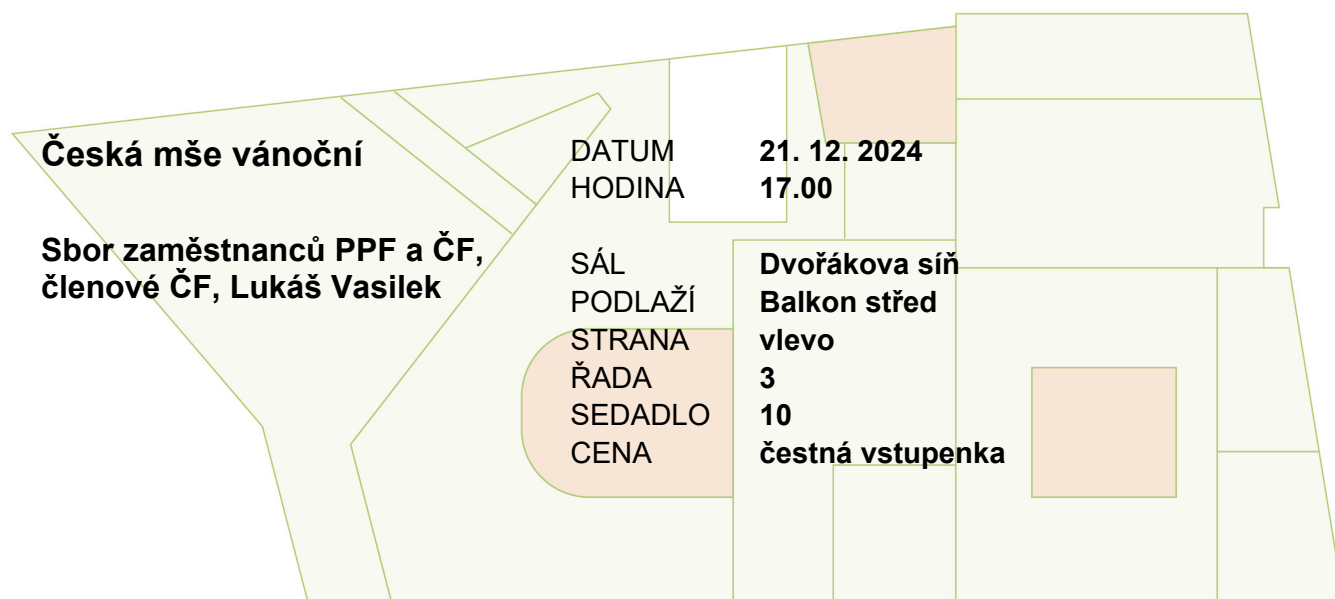 Česká mše vánoční
Sbor zaměstnanců PPF a ČF,
členové ČF, Lukáš Vasilek
DATUM 21. 12. 2024
HODINA 17.00
SÁL Dvořákova síň
PODLAŽÍ Balkon střed
STRANA vlevo
ŘADA 3
SEDADLO 10
CENA čestná vstupenka